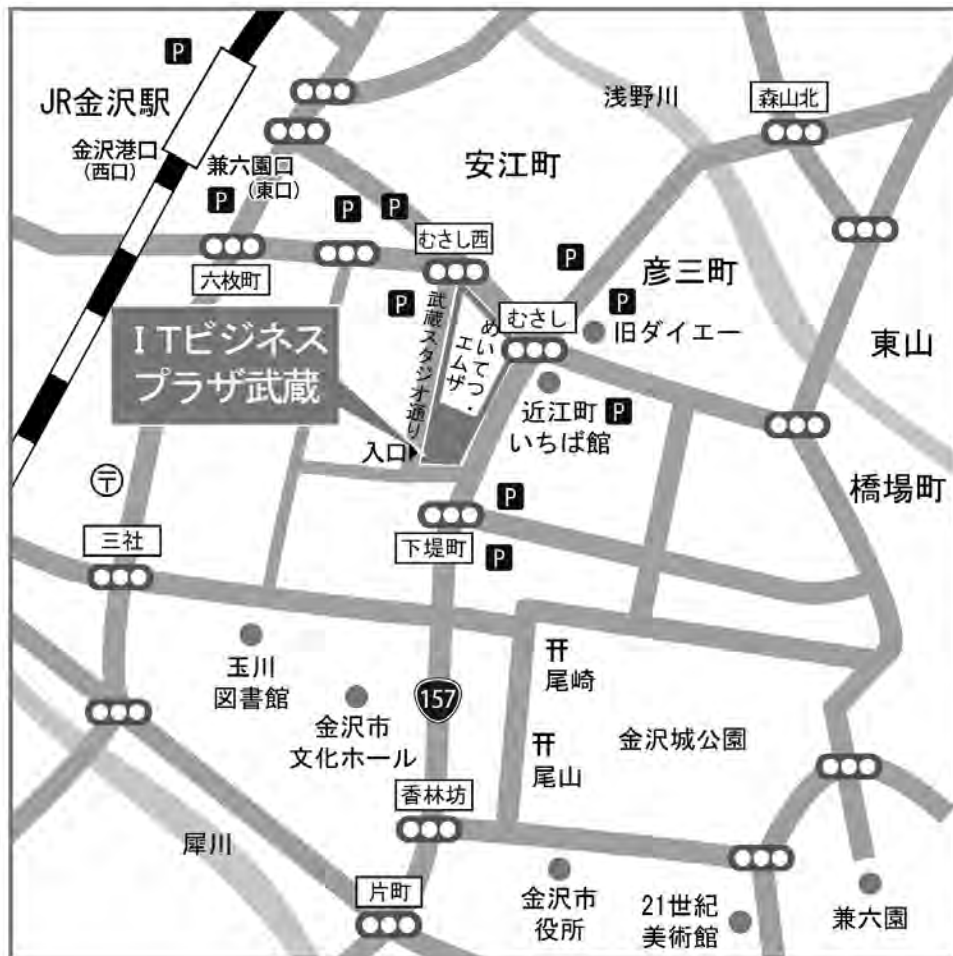 P
JR金沢駅
金沢港口
(西口)
兼六園口
(東口)
P
P
P
浅野川
森山北
安江町
むさし西
六枚町
P
彦三町
P
むさし
P
旧ダイエー
東山
ITビジネス
プラザ武蔵
武蔵スタジオ通り
めいてつ・
エムザ
近江町
いちば館
P
入口
橋場町
〒
P
下堤町
P
三社
玉川
図書館
157
金沢市
文化ホール
尾崎
尾山
金沢城公園
香林坊
犀川
片町
金沢市
役所
21世紀
美術館
兼六園